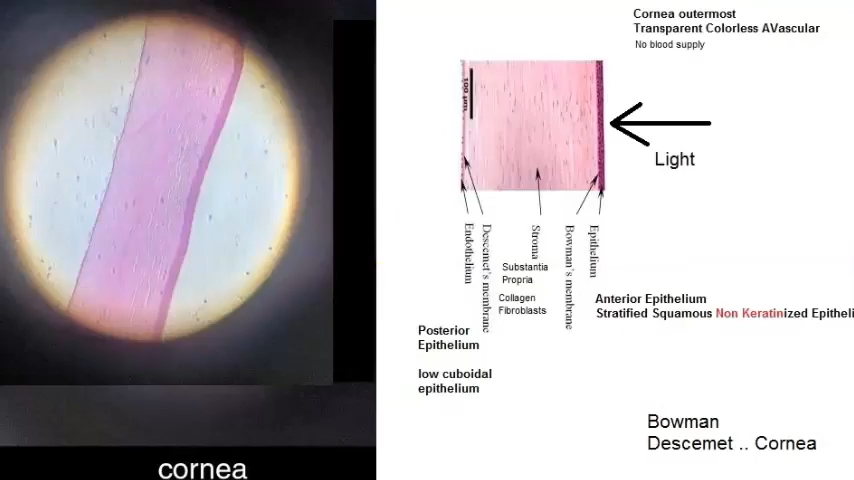 Cornea outermost
Transparent Colorless AVascular
No blood supply
100 µm
Light
Endothelium
Descemet's membrane
Stroma
Bowman's membrane
Epithelium
Substantia
Propria
Collagen
Fibroblasts
Anterior Epithelium
Stratified Squamous Non Keratinized Epitheli
Posterior
Epithelium
low cuboidal
epithelium
Bowman
Descemet .. Cornea
cornea